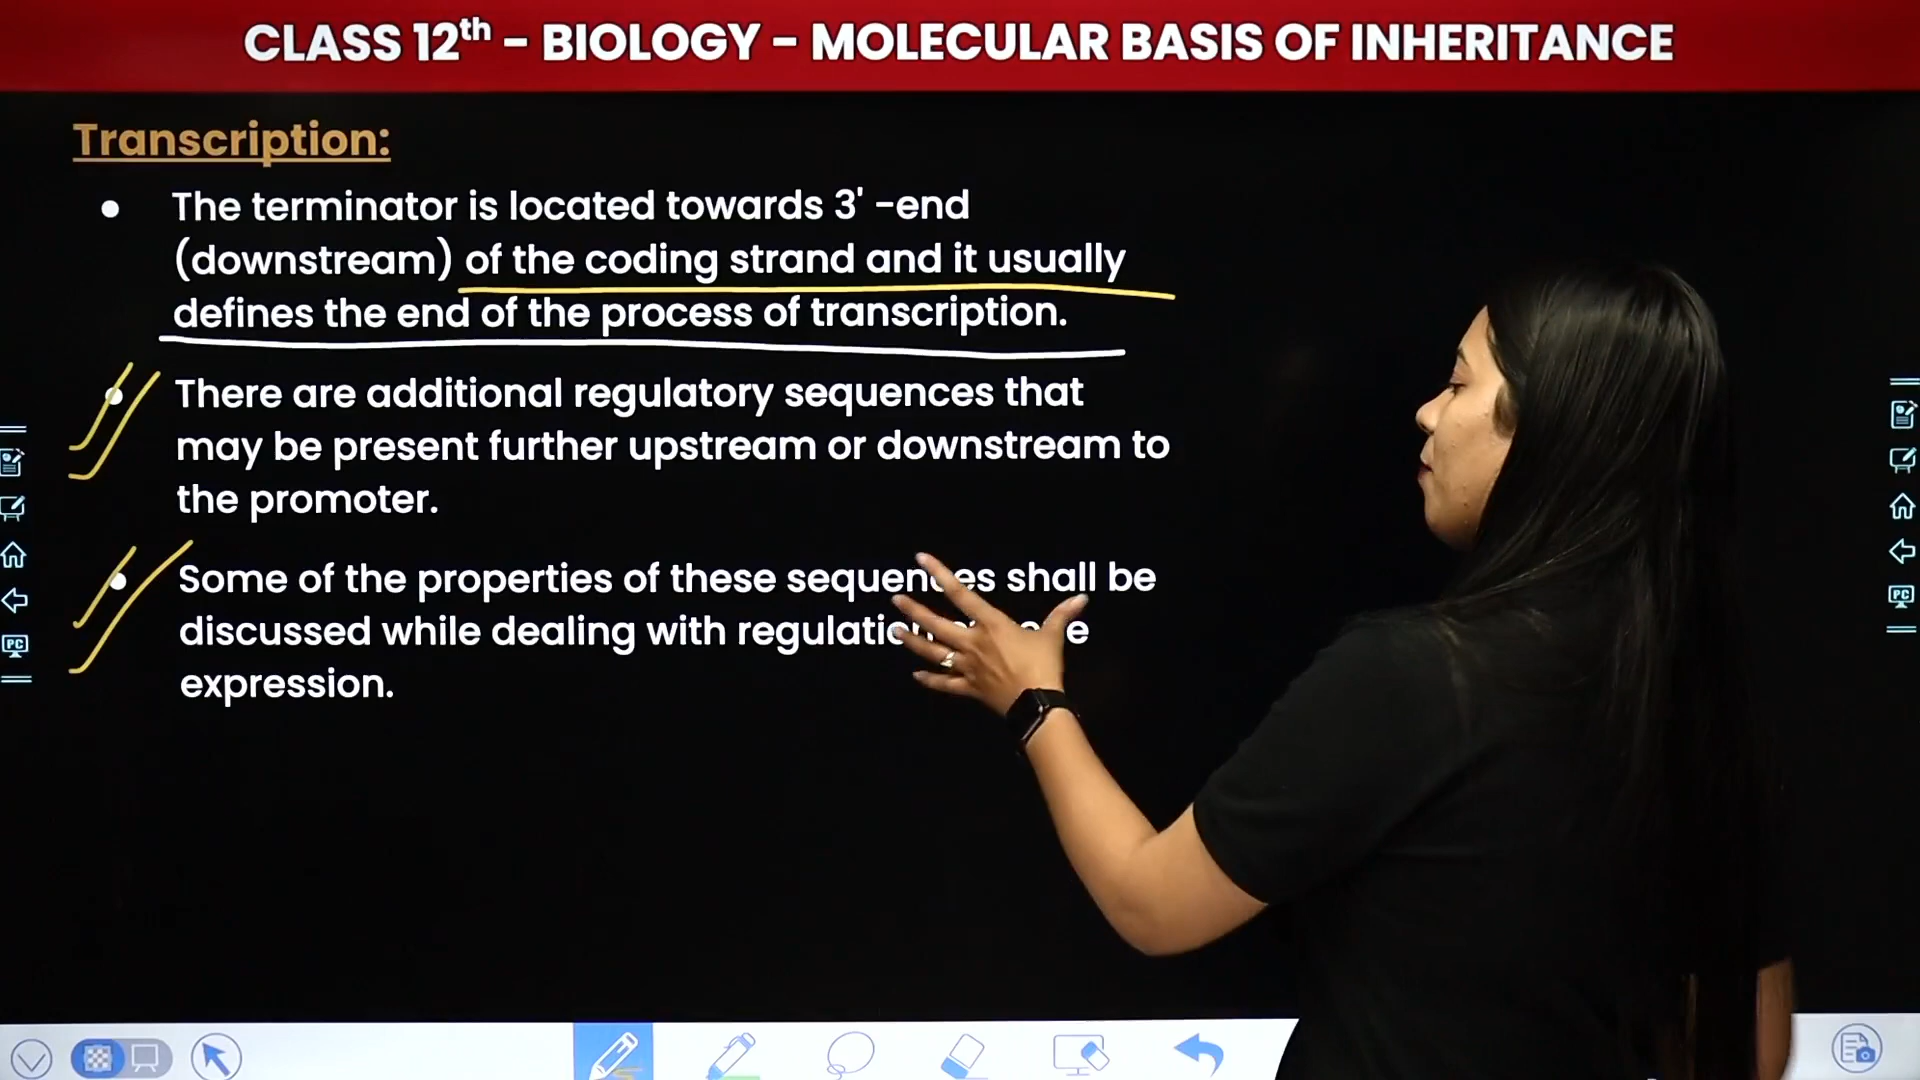 CLASS 12th - BIOLOGY - MOLECULAR BASIS OF INHERITANCE
Transcription:
• The terminator is located towards 3' -end
(downstream) of the coding strand and it usually
defines the end of the process of transcription.
• There are additional regulatory sequences that
may be present further upstream or downstream to
the promoter.
• Some of the properties of these sequences shall be
discussed while dealing with
expression.
PC
PC